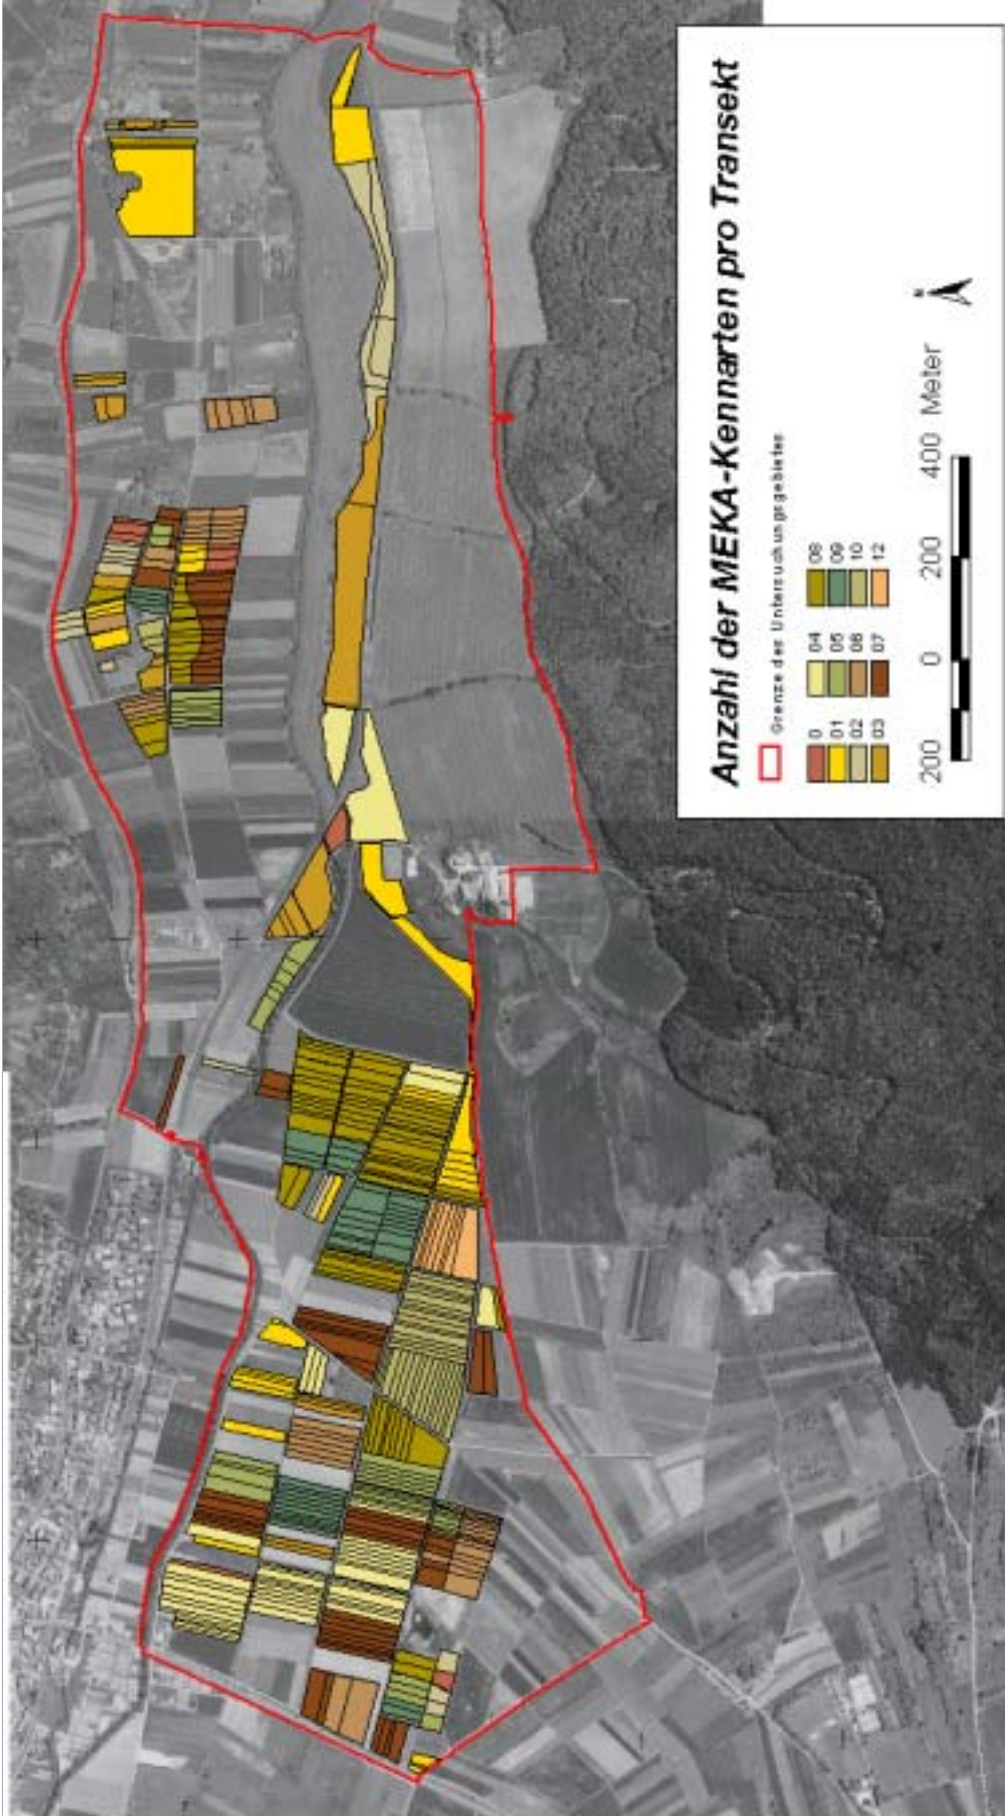 Anzahl der MEKA-Kennarten pro Transekt
Grenze des Untersuchungsgebietes
0 04 08
01 05 09
02 06 10
03 07 12
200 0 200 400 Meter
N